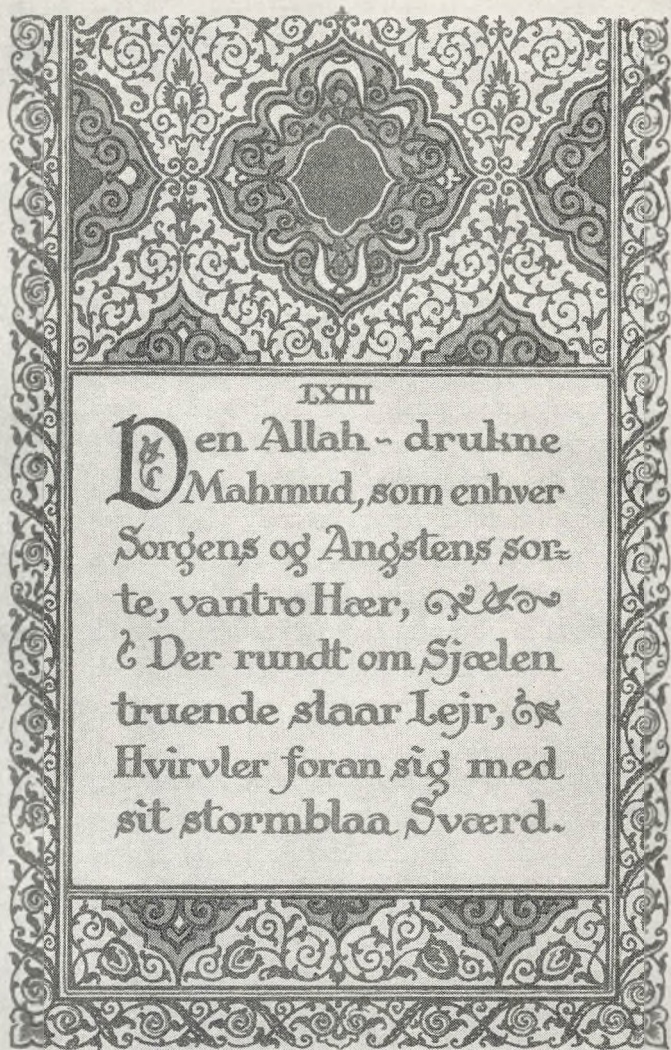 LXIII
Den Allah - drukne
Mahmud, som enhver
Sorgens og Angstens sor=
te, vantro Hær,
Der rundt om Sjælen
truende slaar Lejr,
Hvirvler foran sig med
sit stormblaa Sværd.